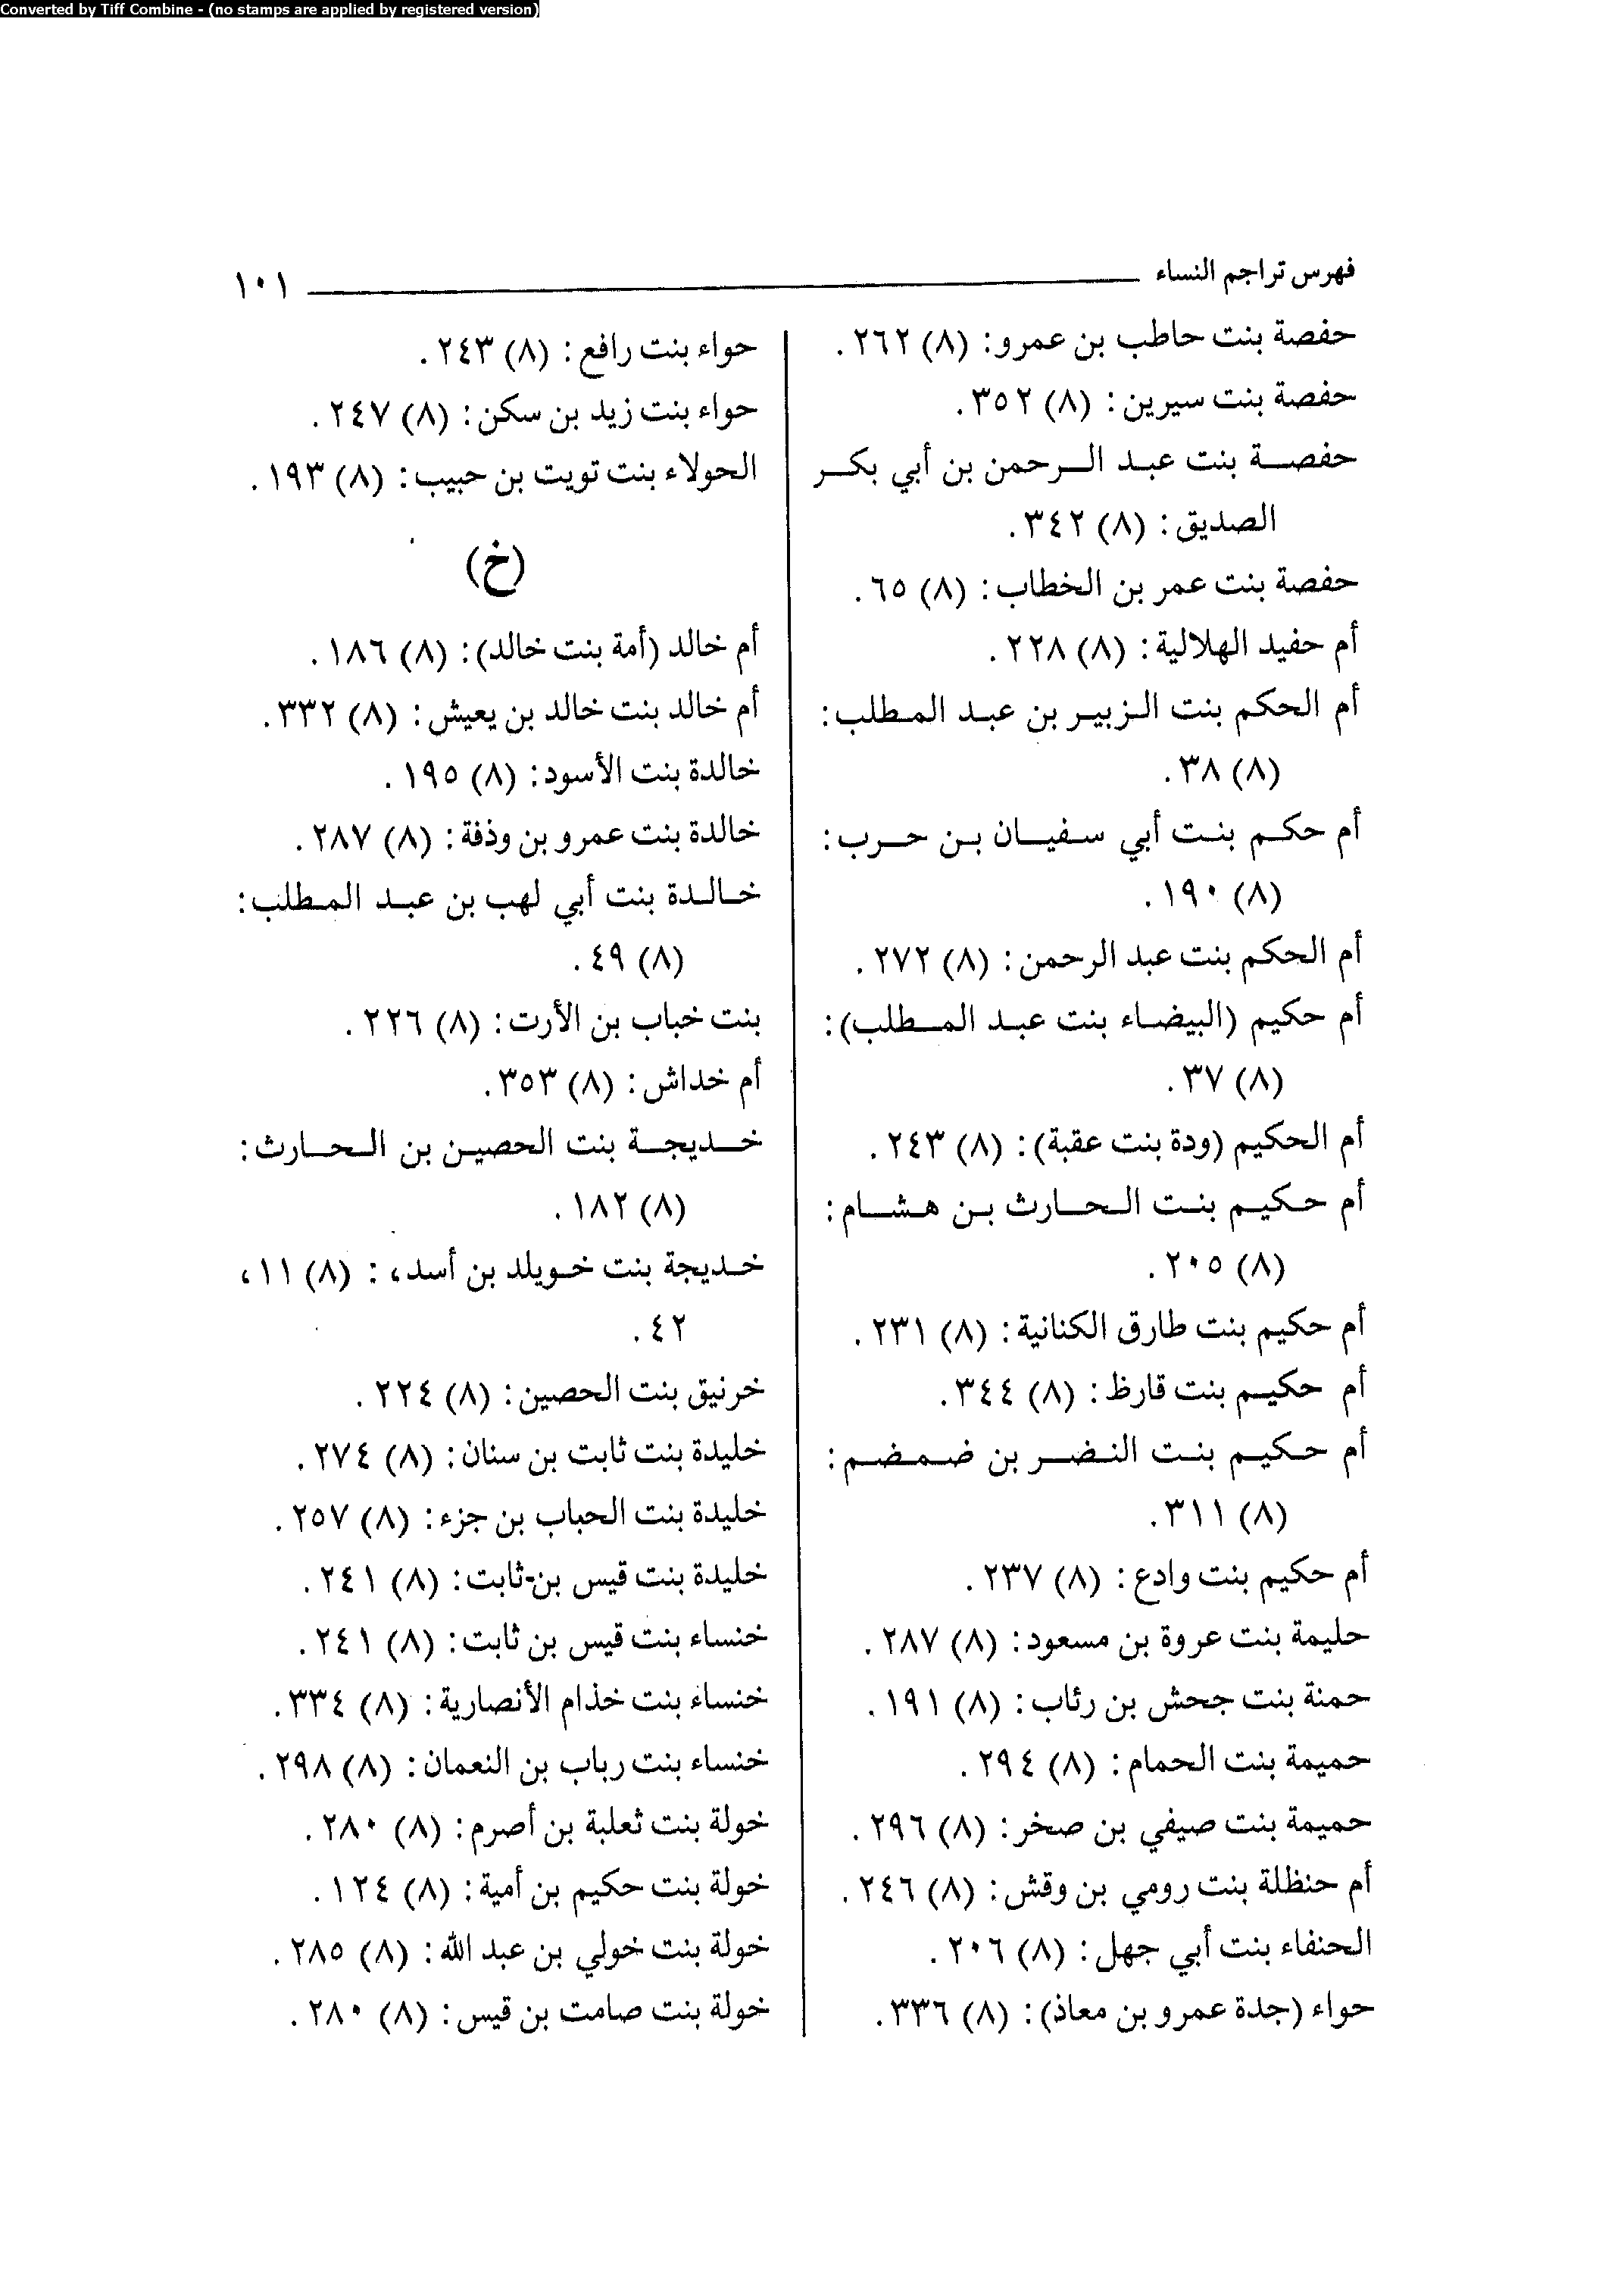 Converted by Tiff Combine - (no stamps are applied by registered version)
فهرس تراجم النساء ١٠١
حفصة بنت حاطب بن عمرو: (٨) ٢٦٢.
حفصة بنت سيرين: (٨) ٣٥٢.
حفصة بنت عبد الرحمن بن أبي بكر
الصديق: (٨) ٣٤٢.
حفصة بنت عمر بن الخطاب: (٨) ٦٥.
أم حفيد الهلالية: (٨) ٢٢٨.
أم الحكم بنت الزبير بن عبد المطلب:
(٨) ٣٨.
أم حكم بنت أبي سفيان بن حرب:
(٨) ١٩٠.
أم الحكم بنت عبد الرحمن: (٨) ٢٧٢.
أم حكيم (البيضاء بنت عبد المطلب):
(٨) ٣٧.
أم الحكيم (ودة بنت عقبة): (٨) ٢٤٣.
أم حكيم بنت الحارث بن هشام:
(٨) ٢٠٥.
أم حكيم بنت طارق الكنانية: (٨) ٢٣١.
أم حكيم بنت قارظ: (٨) ٣٤٤.
أم حكيم بنت النضر بن ضمضم:
(٨) ٣١١.
أم حكيم بنت وادع: (٨) ٢٣٧.
حليمة بنت عروة بن مسعود: (٨) ٢٨٧.
حمنة بنت جحش بن رئاب: (٨) ١٩١.
حميمة بنت الحمام: (٨) ٢٩٤.
حميمة بنت صيفي بن صخر: (٨) ٢٩٦.
أم حنظلة بنت رومي بن وقش: (٨) ٢٤٦.
الحنفاء بنت أبي جهل: (٨) ٢٠٦.
حواء (جدة عمرو بن معاذ): (٨) ٣٣٦.
حواء بنت رافع: (٨) ٢٤٣.
حواء بنت زيد بن سكن: (٨) ٢٤٧.
الحولاء بنت تويت بن حبيب: (٨) ١٩٣.
(خ)
أم خالد (أمة بنت خالد): (٨) ١٨٦.
أم خالد بنت خالد بن يعيش: (٨) ٣٣٢.
خالدة بنت الأسود: (٨) ١٩٥.
خالدة بنت عمرو بن وذفة: (٨) ٢٨٧.
خالدة بنت أبي لهب بن عبد المطلب:
(٨) ٤٩.
بنت خباب بن الأرت: (٨) ٢٢٦.
أم خداش: (٨) ٣٥٣.
خديجة بنت الحصين بن الحارث:
(٨) ١٨٢.
خديجة بنت خويلد بن أسد،: (٨) ١١،
٤٢.
خرنيق بنت الحصين: (٨) ٢٢٤.
خليدة بنت ثابت بن سنان: (٨) ٢٧٤.
خليدة بنت الحباب بن جزء: (٨) ٢٥٧.
خليدة بنت قيس بن-ثابت: (٨) ٢٤١.
خنساء بنت قيس بن ثابت: (٨) ٢٤١.
خنساء بنت خذام الأنصارية: (٨) ٣٣٤.
خنساء بنت رباب بن النعمان: (٨) ٢٩٨.
خولة بنت ثعلبة بن أصرم: (٨) ٢٨٠.
خولة بنت حكيم بن أمية: (٨) ١٢٤.
خولة بنت خولي بن عبد الله: (٨) ٢٨٥.
خولة بنت صامت بن قيس: (٨) ٢٨٠.